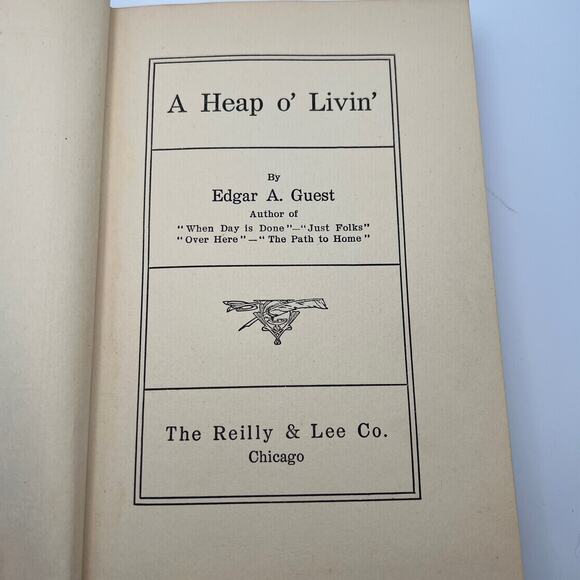 A Heap o' Livin'
By
Edgar A. Guest
Author of
"When Day is Done"—"Just Folks"
"Over Here"—"The Path to Home"
The Reilly & Lee Co.
Chicago